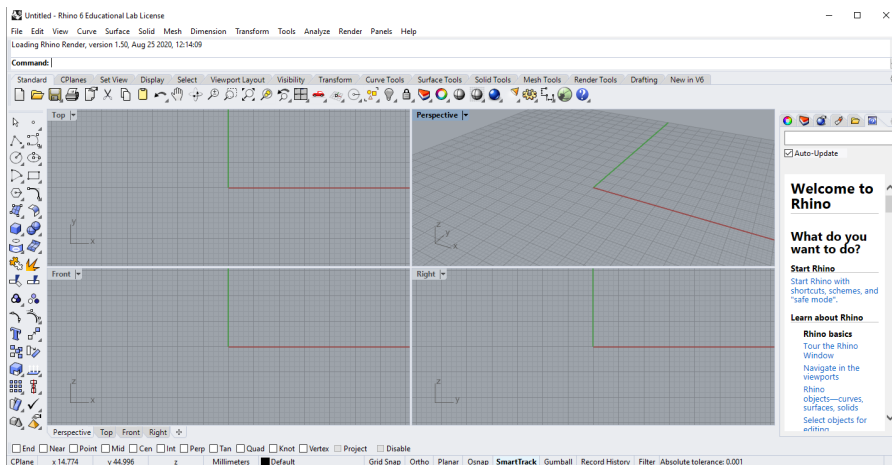 Untitled - Rhino 6 Educational Lab License
File Edit View Curve Surface Solid Mesh Dimension Transform Tools Analyze Render Panels Help
Loading Rhino Render, version 1.50, Aug 25 2020, 12:14:09
Command:
Standard CPlanes Set View Display Select Viewport Layout Visibility Transform Curve Tools Surface Tools Solid Tools Mesh Tools Render Tools Drafting New in V6
Top
Perspective
Auto-Update
Welcome to
Rhino
y
x
z
y
x
What do you
want to do?
Front
Right
Start Rhino
Start Rhino with
shortcuts, schemes, and
"safe mode".
Learn about Rhino
Rhino basics
Tour the Rhino
Window
Navigate in the
viewports
Rhino
objects—curves,
surfaces, solids
Select objects for
editing
z
x
z
y
Perspective Top Front Right
End Near Point Mid Cen Int Perp Tan Quad Knot Vertex Project Disable
CPlane x 14.774 y 44.996 z Millimeters Default Grid Snap Ortho Planar Osnap SmartTrack Gumball Record History Filter Absolute tolerance: 0.001